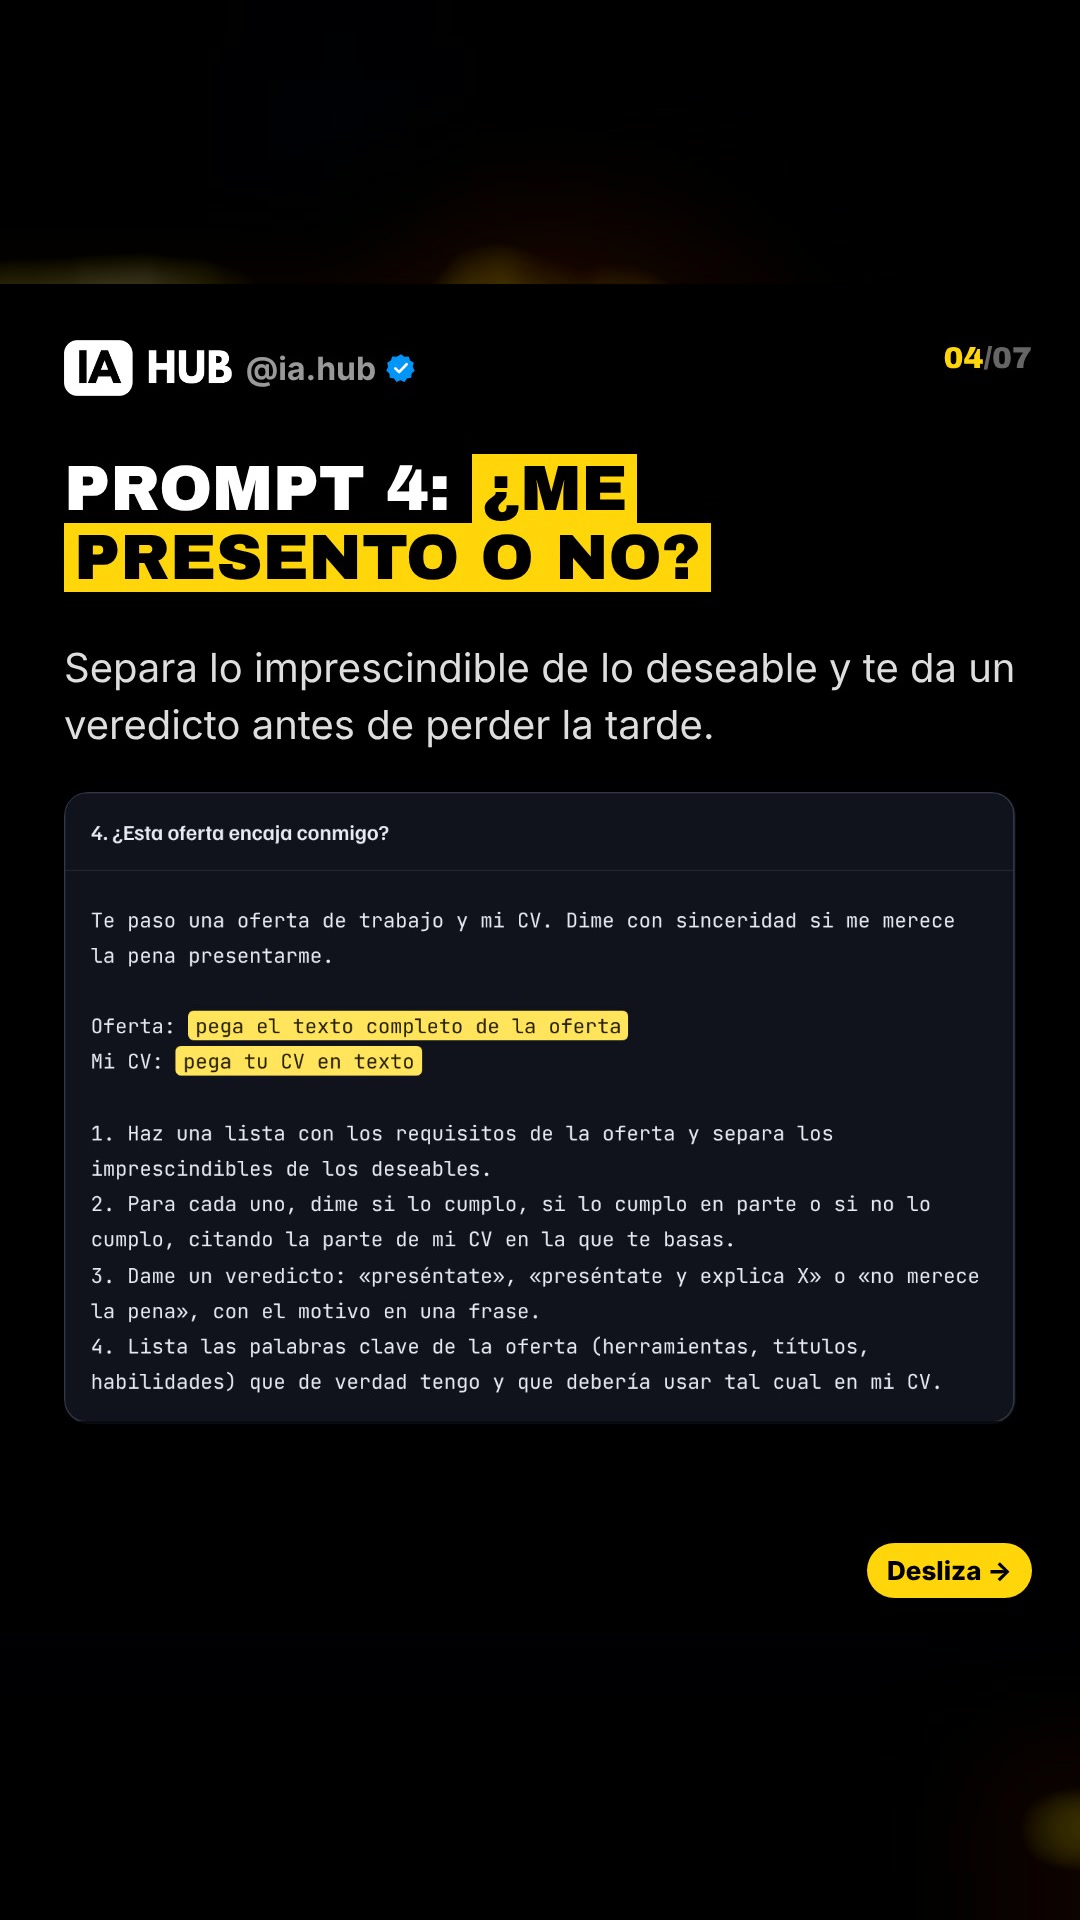 IA HUB @ia.hub
04/07
PROMPT 4: ¿ME
PRESENTO O NO?
Separa lo imprescindible de lo deseable y te da un
veredicto antes de perder la tarde.
4. ¿Esta oferta encaja conmigo?
Te paso una oferta de trabajo y mi CV. Dime con sinceridad si me merece
la pena presentarme.
Oferta: pega el texto completo de la oferta
Mi CV: pega tu CV en texto
1. Haz una lista con los requisitos de la oferta y separa los
imprescindibles de los deseables.
2. Para cada uno, dime si lo cumplo, si lo cumplo en parte o si no lo
cumplo, citando la parte de mi CV en la que te basas.
3. Dame un veredicto: «preséntate», «preséntate y explica X» o «no merece
la pena», con el motivo en una frase.
4. Lista las palabras clave de la oferta (herramientas, títulos,
habilidades) que de verdad tengo y que debería usar tal cual en mi CV.
Desliza →